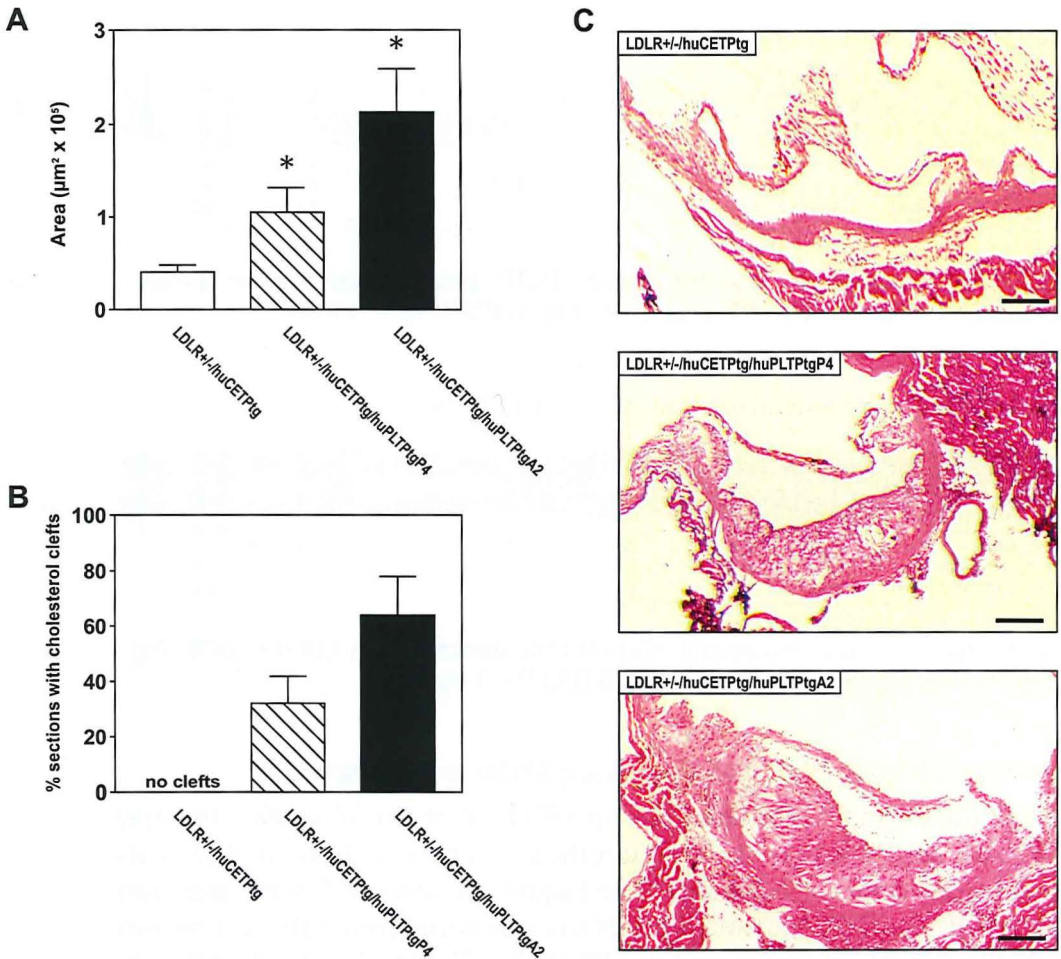 A
Area (µm² x 10⁵)
3
2
1
0
*
*
LDLR+/-/huCETPtg
LDLR+/-/huCETPtg/huPLTPtgP4
LDLR+/-/huCETPtg/huPLTPtgA2
B
% sections with cholesterol clefts
100
80
60
40
20
0
no clefts
LDLR+/-/huCETPtg
LDLR+/-/huCETPtg/huPLTPtgP4
LDLR+/-/huCETPtg/huPLTPtgA2
C
LDLR+/-/huCETPtg
LDLR+/-/huCETPtg/huPLTPtgP4
LDLR+/-/huCETPtg/huPLTPtgA2